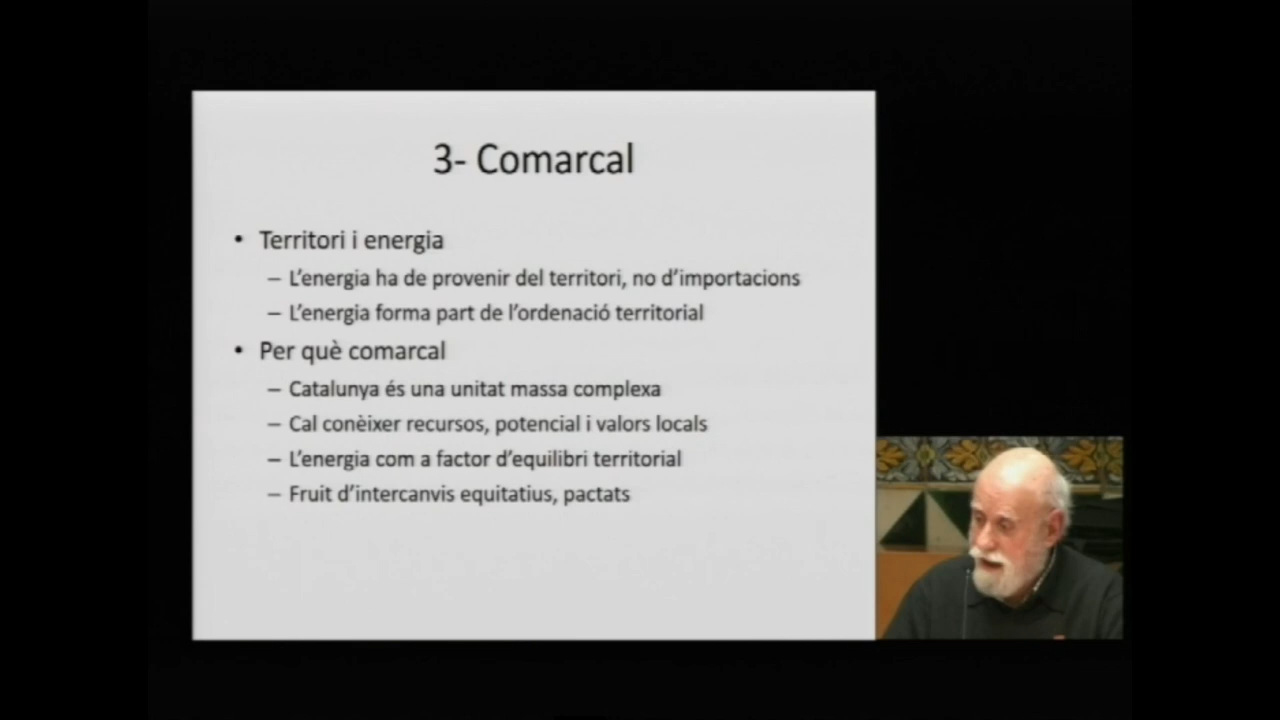 3- Comarcal
• Territori i energia
– L'energia ha de provenir del territori, no d'importacions
– L'energia forma part de l'ordenació territorial
• Per què comarcal
– Catalunya és una unitat massa complexa
– Cal conèixer recursos, potencial i valors locals
– L'energia com a factor d'equilibri territorial
– Fruit d'intercanvis equitatius, pactats